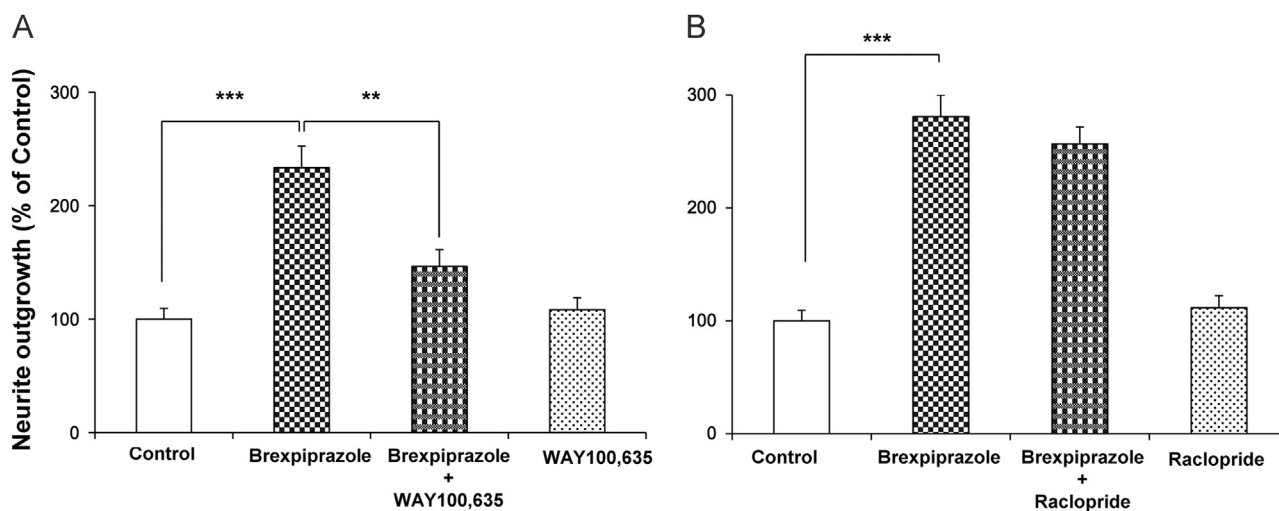 A
Neurite outgrowth (% of Control)
300
200
100
0
***
**
Control
Brexpiprazole
Brexpiprazole
+
WAY100,635
WAY100,635
B
300
200
100
0
***
Control
Brexpiprazole
Brexpiprazole
+
Raclopride
Raclopride